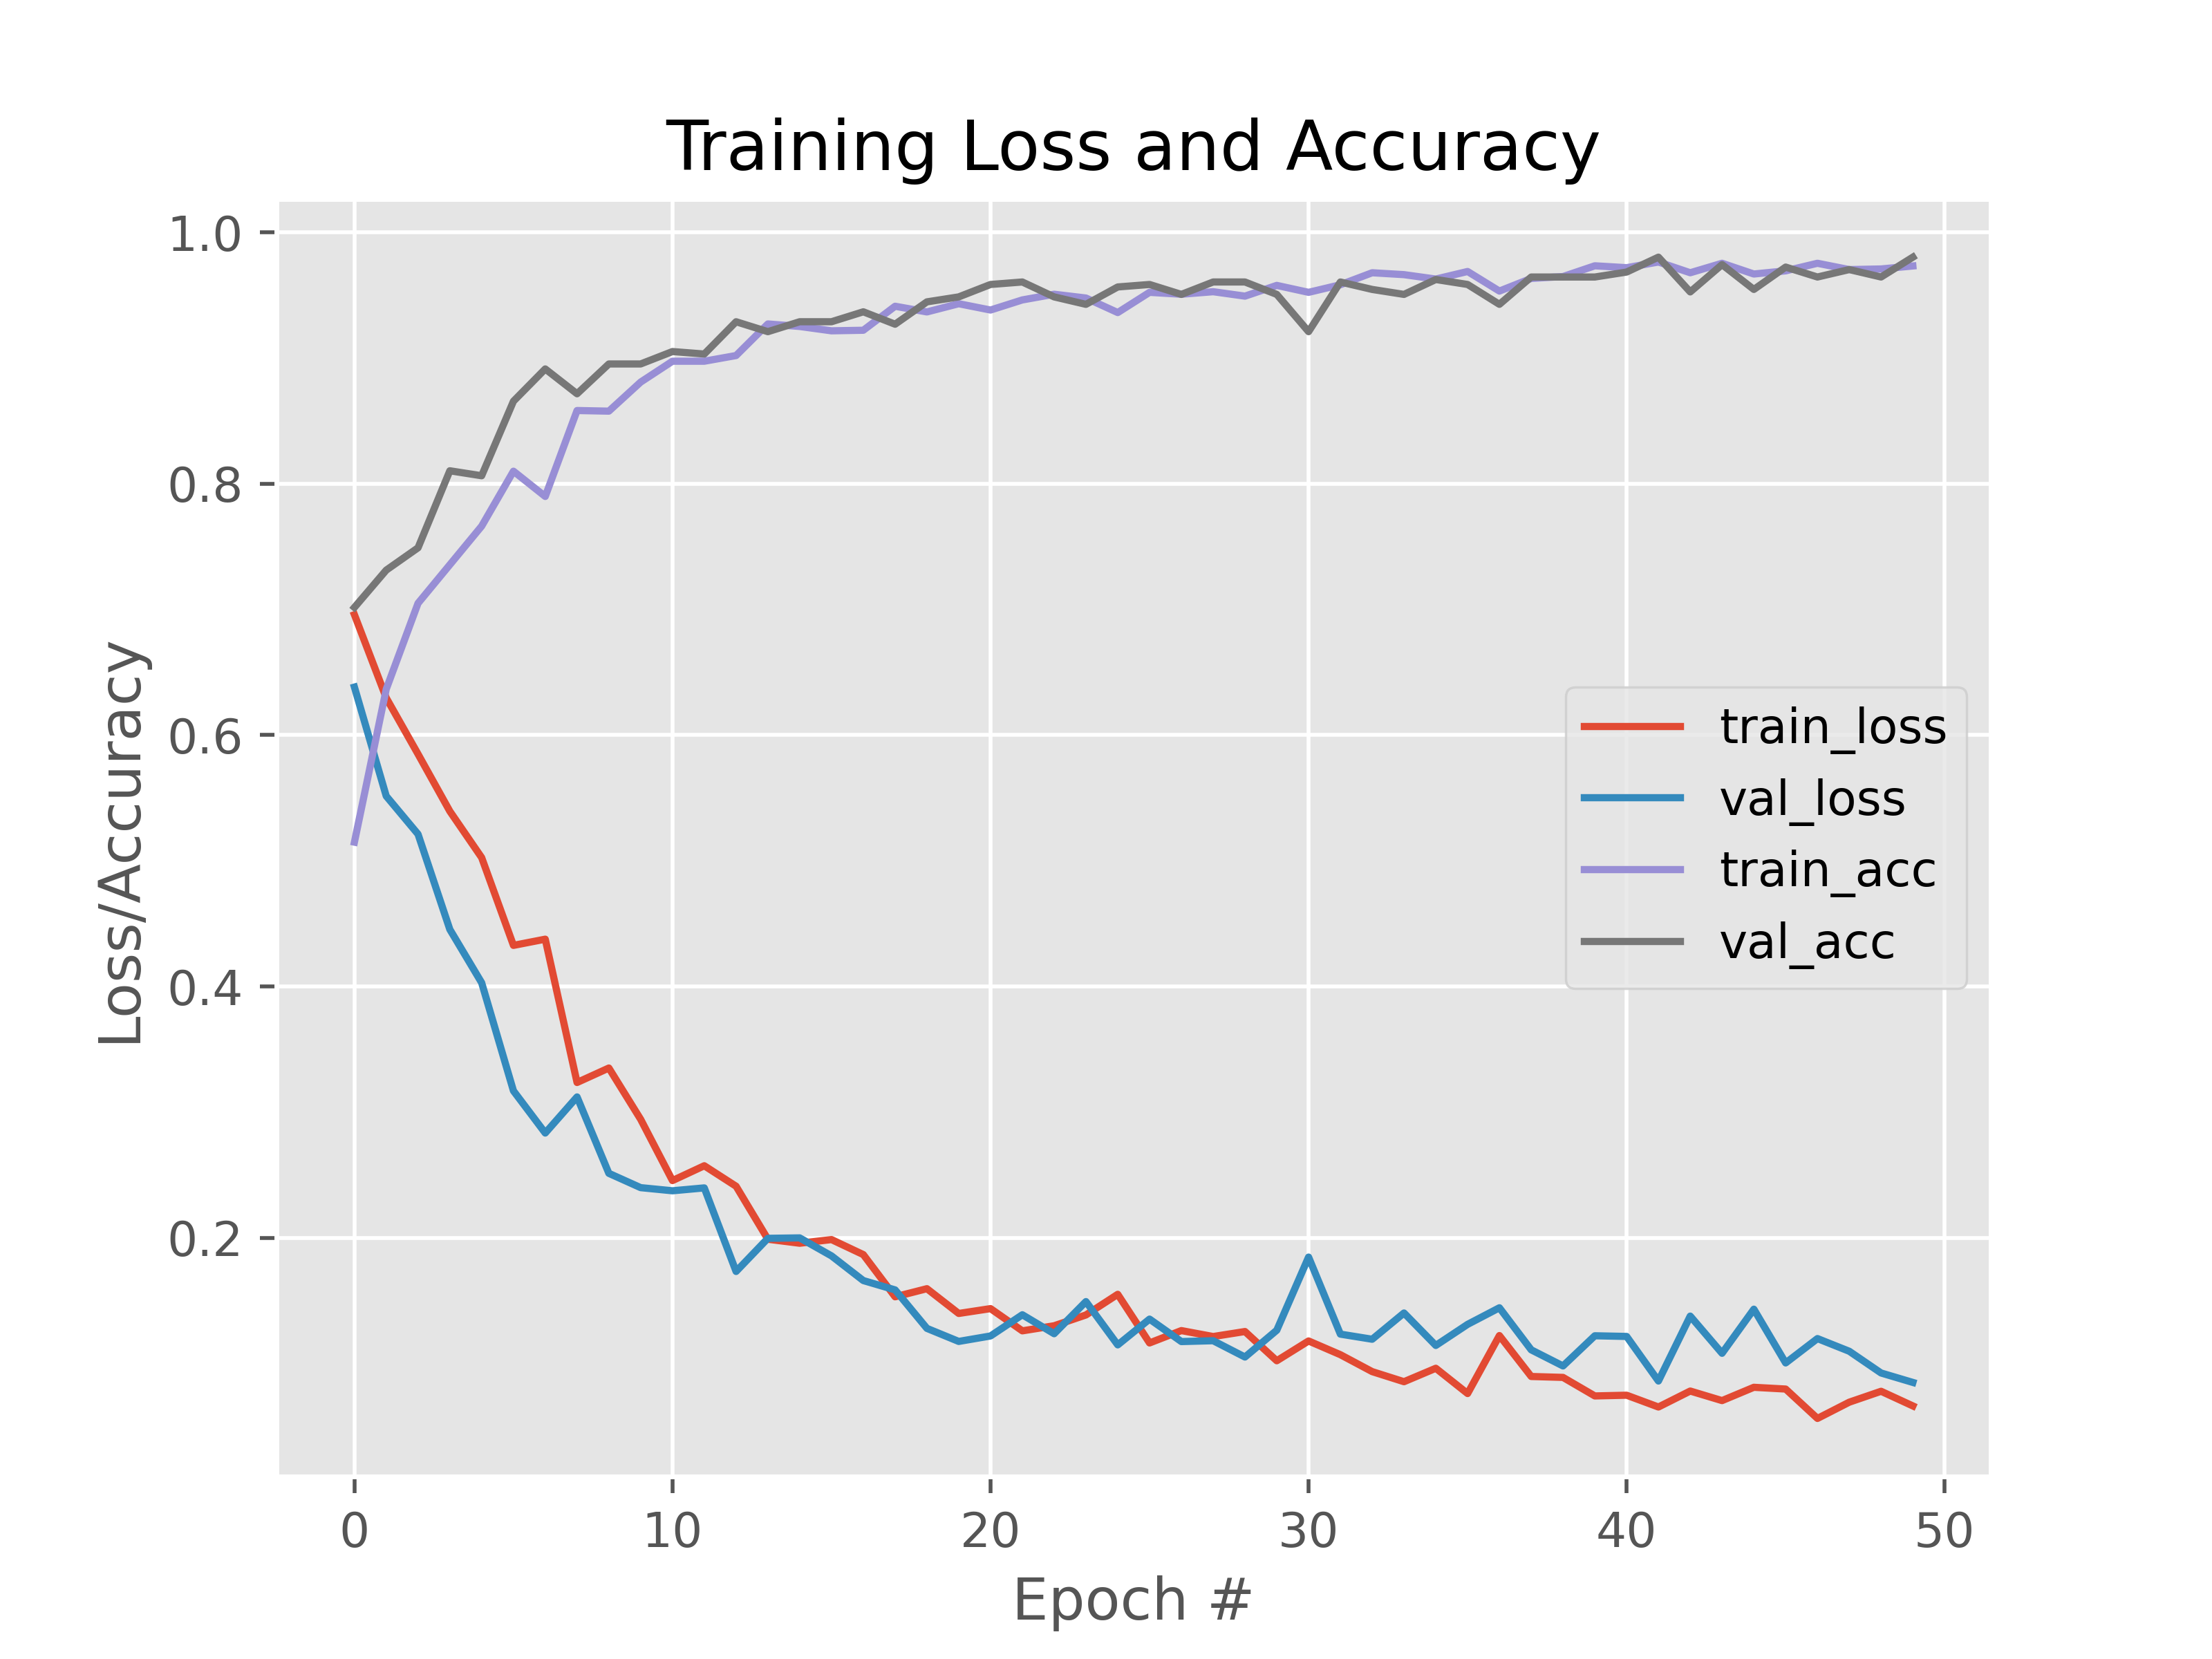 Training Loss and Accuracy
1.0
0.8
0.6
0.4
0.2
Loss/Accuracy
train_loss
val_loss
train_acc
val_acc
0 10 20 30 40 50
Epoch #